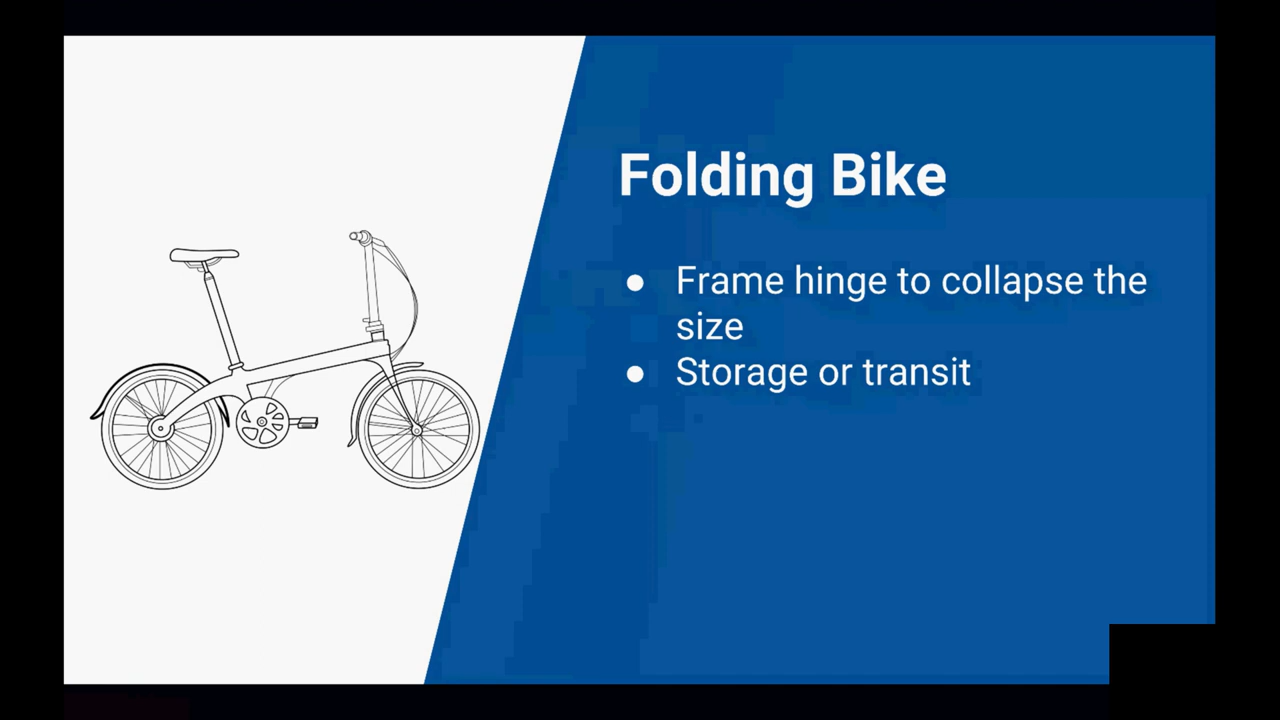 Folding Bike
● Frame hinge to collapse the
size
● Storage or transit